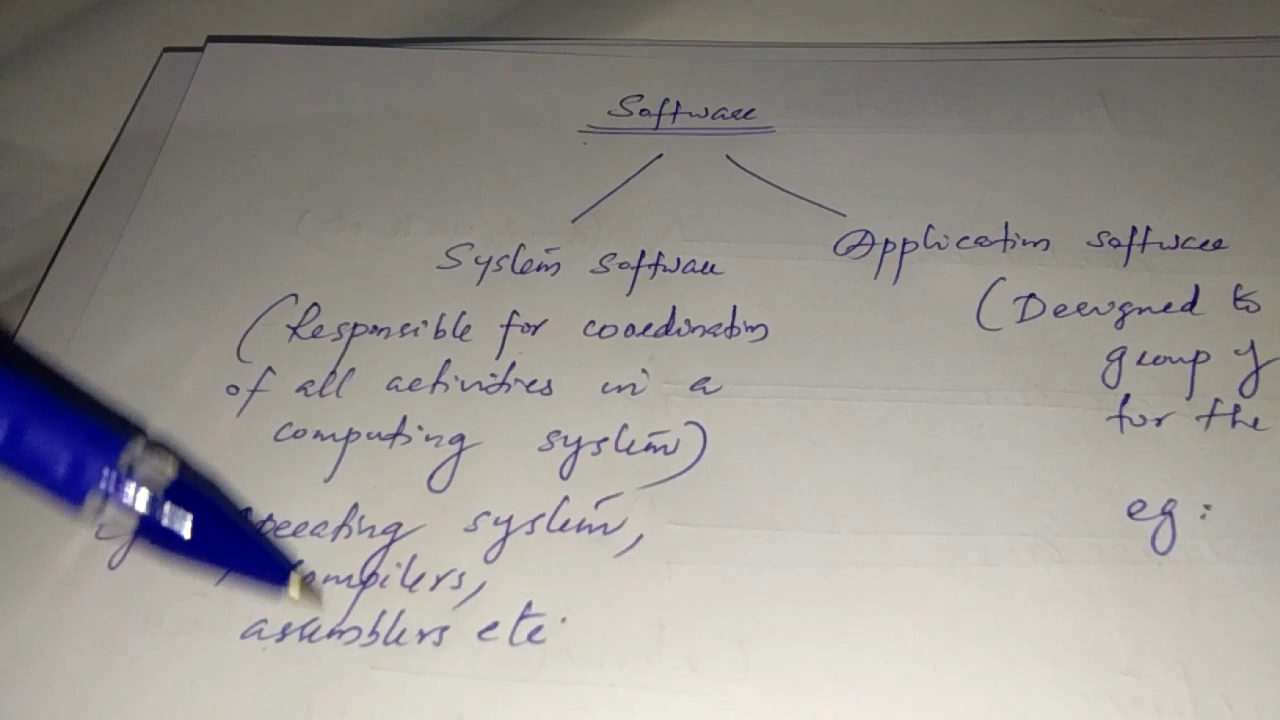 Software
System software
Application software
(Responsible for coordination
of all activities in a
computing system)
(Designed to
group of
for the
eg:
operating system,
compilers,
assemblers etc.